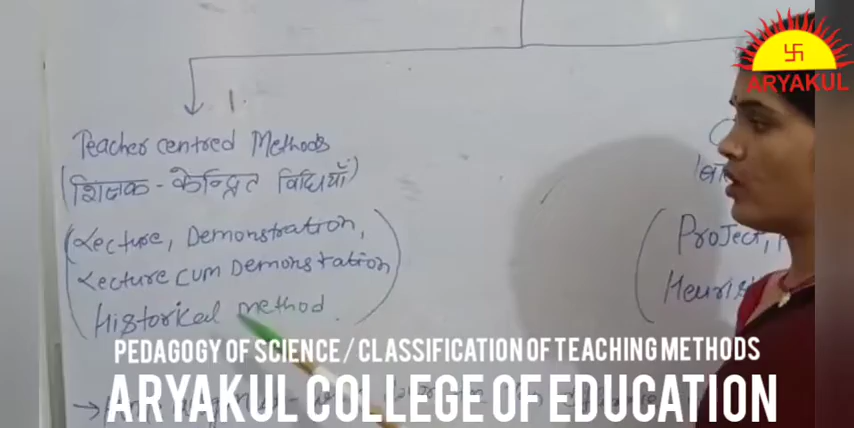 ARYAKUL
1.
Teacher centred Methods
(शिक्षक - केन्द्रित विधियाँ)
(Lecture, Demonstration,
Lecture cum Demonstration
Historical method.)
Project,
Heuris
PEDAGOGY OF SCIENCE / CLASSIFICATION OF TEACHING METHODS
ARYAKUL COLLEGE OF EDUCATION